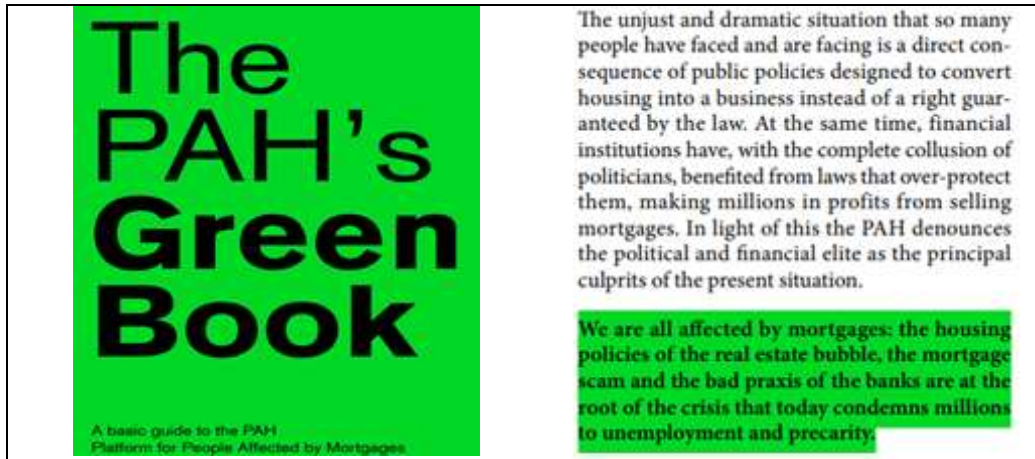 The
PAH's
Green
Book
A basic guide to the PAH
Platform for People Affected by Mortgages
The unjust and dramatic situation that so many
people have faced and are facing is a direct con-
sequence of public policies designed to convert
housing into a business instead of a right guar-
anteed by the law. At the same time, financial
institutions have, with the complete collusion of
politicians, benefited from laws that over-protect
them, making millions in profits from selling
mortgages. In light of this the PAH denounces
the political and financial elite as the principal
culprits of the present situation.
We are all affected by mortgages: the housing
policies of the real estate bubble, the mortgage
scam and the bad praxis of the banks are at the
root of the crisis that today condemns millions
to unemployment and precarity.